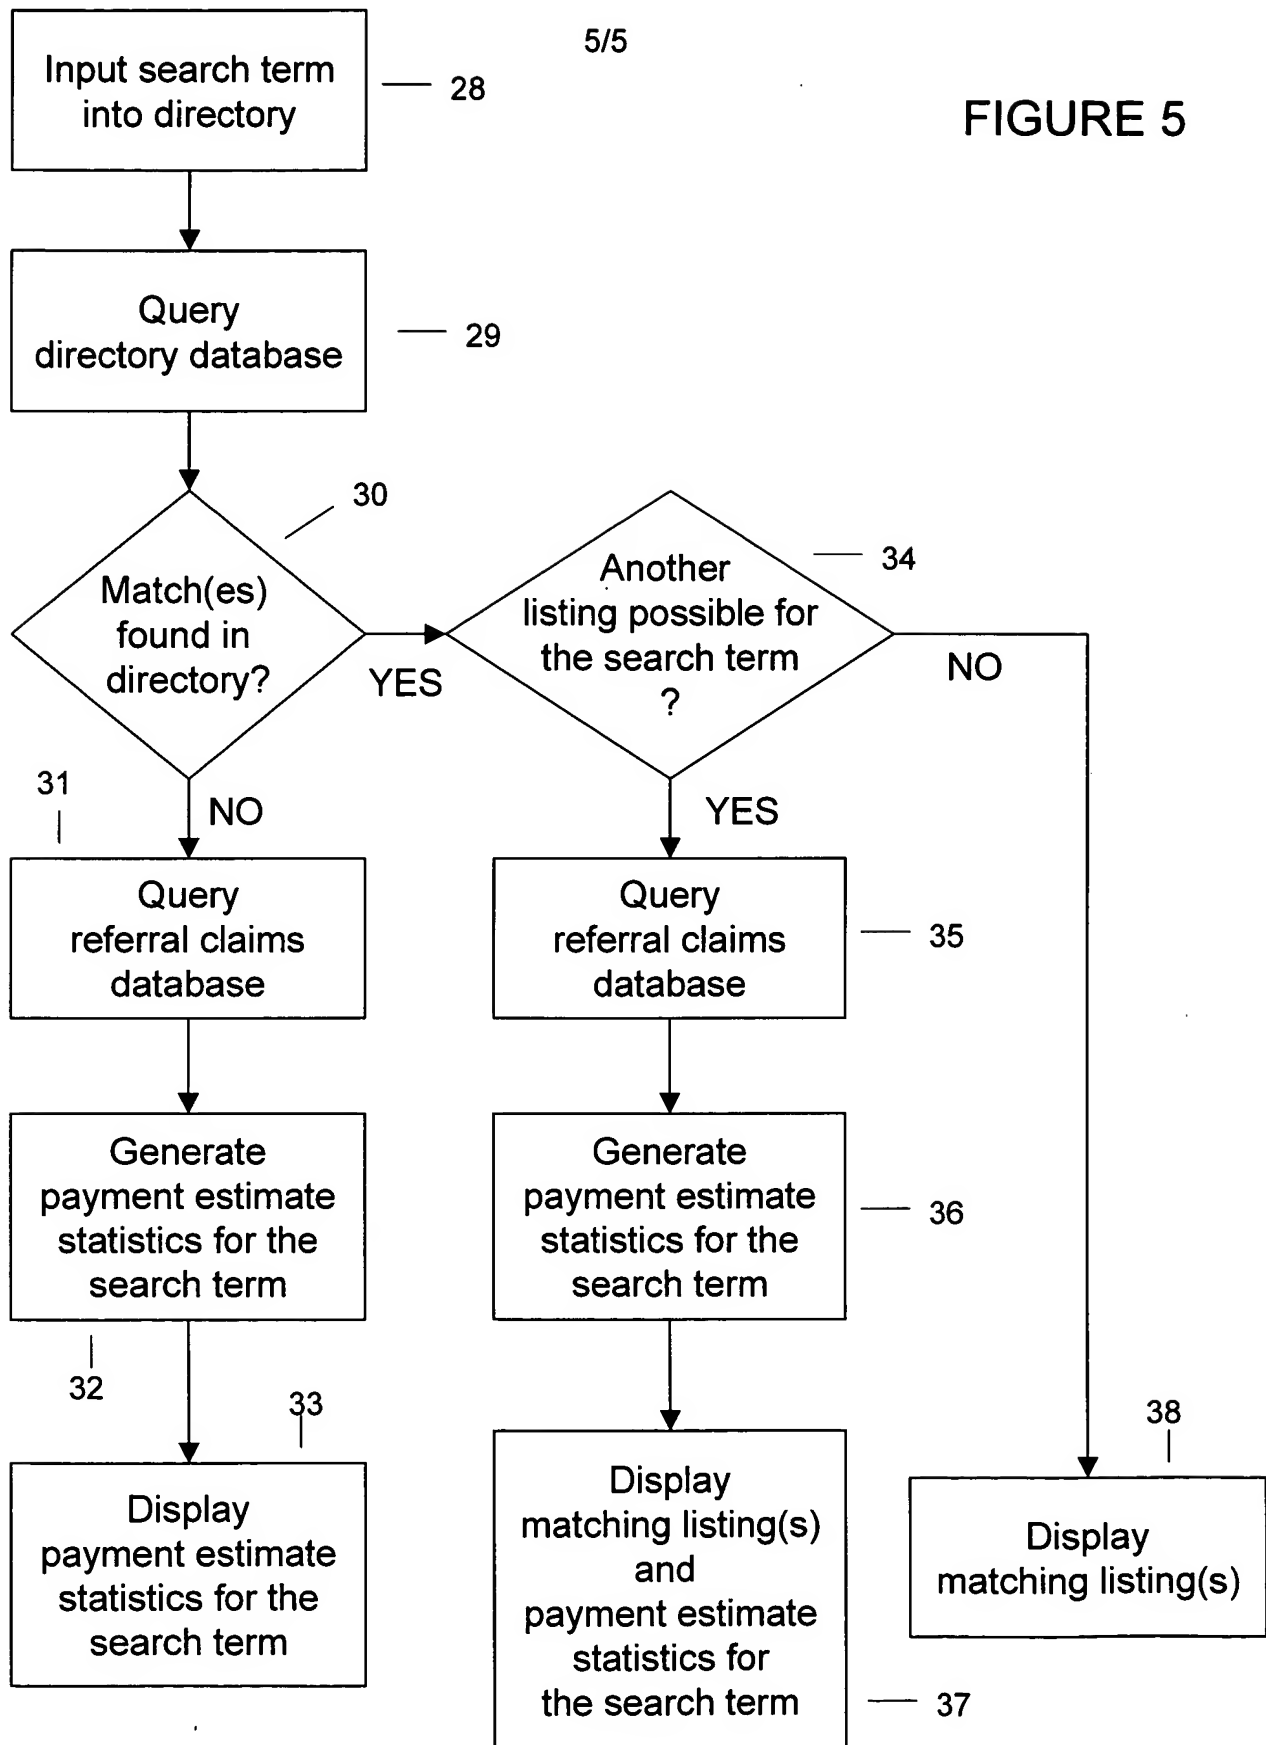 5/5
FIGURE 5
Input search term
into directory
28
Query
directory database
29
30
Match(es)
found in
directory?
YES
NO
34
Another
listing possible for
the search term
?
NO
YES
31
Query
referral claims
database
Query
referral claims
database
35
Generate
payment estimate
statistics for the
search term
32
Generate
payment estimate
statistics for the
search term
36
33
Display
payment estimate
statistics for the
search term
Display
matching listing(s)
and
payment estimate
statistics for
the search term
37
38
Display
matching listing(s)